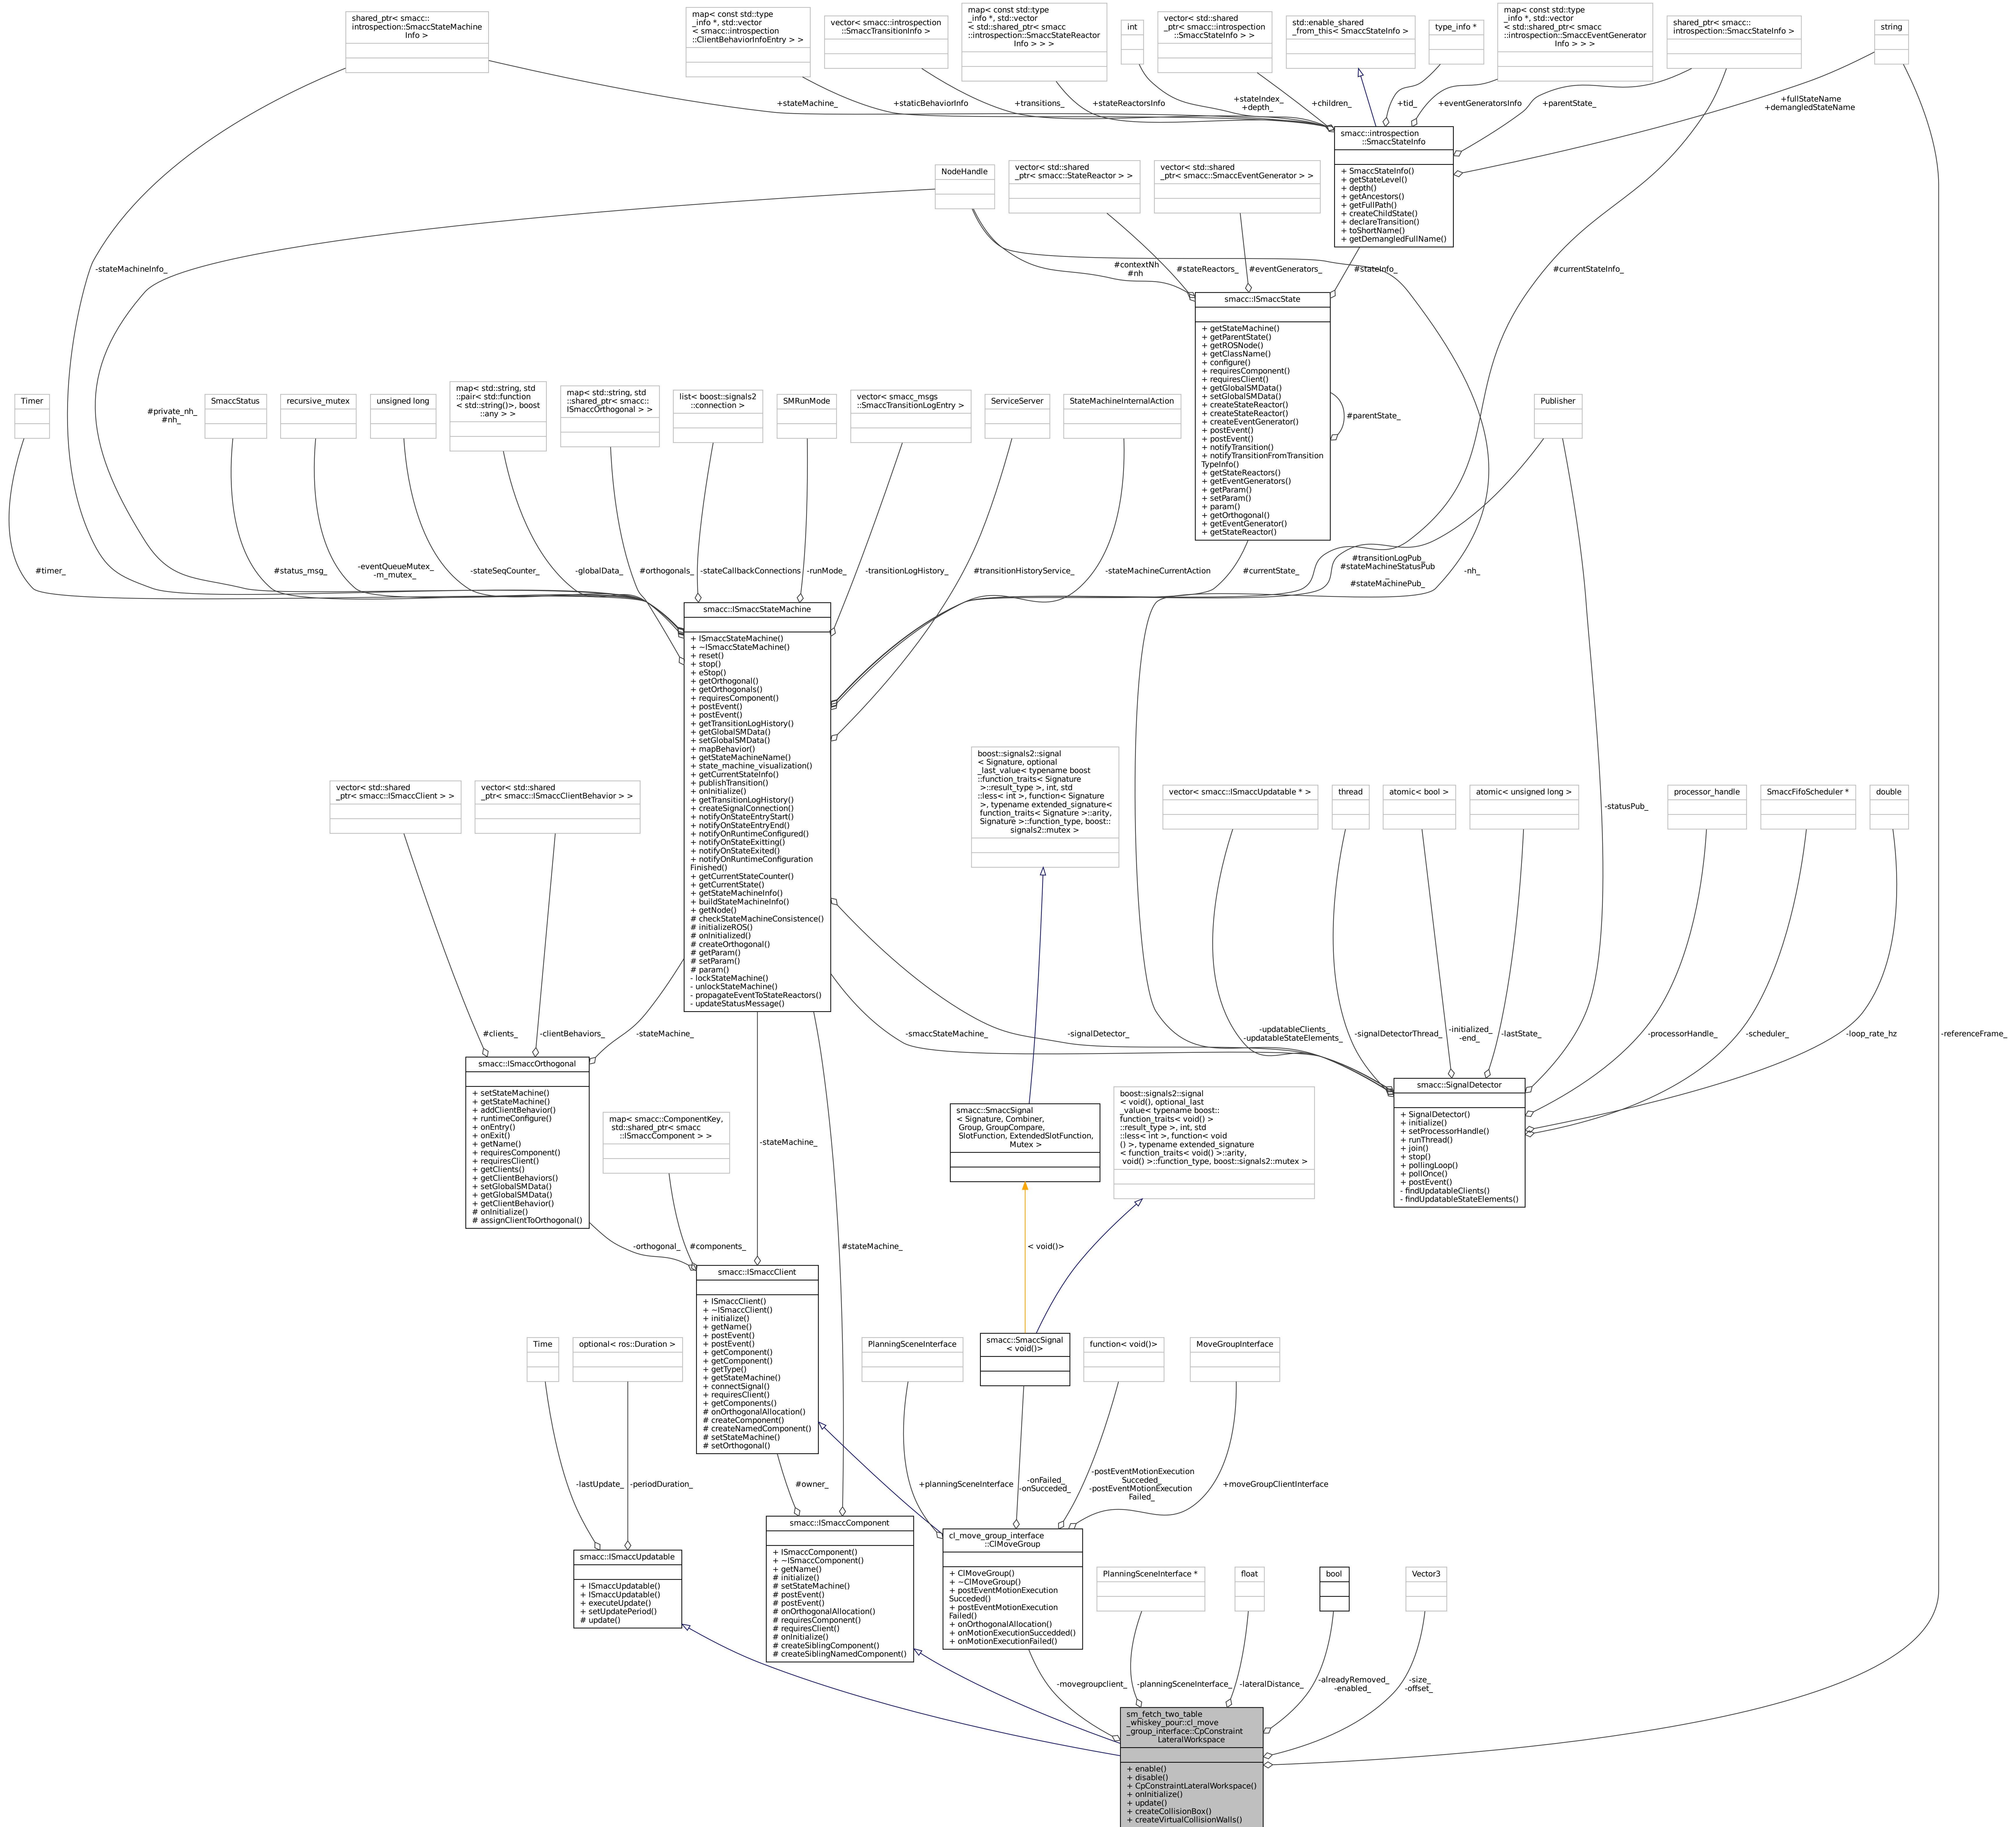 shared_ptr< smacc::
introspection::SmaccStateMachine
Info >
map< const std::type
_info *, std::vector
< smacc::introspection
::ClientBehaviorInfoEntry > >
vector< smacc::introspection
::SmaccTransitionInfo >
map< const std::type
_info *, std::vector
< std::shared_ptr< smacc
::introspection::SmaccStateReactor
Info > > >
int
vector< std::shared
_ptr< smacc::introspection
::SmaccStateInfo > >
std::enable_shared
_from_this< SmaccStateInfo >
type_info *
map< const std::type
_info *, std::vector
< std::shared_ptr< smacc
::introspection::SmaccEventGenerator
Info > > >
shared_ptr< smacc::
introspection::SmaccStateInfo >
string
+stateMachine_
+staticBehaviorInfo
+transitions_
+stateReactorsInfo
+stateIndex_
+depth_
+children_
+tid_
+eventGeneratorsInfo
+parentState_
+fullStateName
+demangledStateName
smacc::introspection
::SmaccStateInfo
+ SmaccStateInfo()
+ getStateLevel()
+ depth()
+ getAncestors()
+ getFullPath()
+ createChildState()
+ declareTransition()
+ toShortName()
+ getDemangledFullName()
NodeHandle
vector< std::shared
_ptr< smacc::StateReactor > >
vector< std::shared
_ptr< smacc::SmaccEventGenerator > >
-stateMachineInfo_
#contextNh
#nh
#stateReactors_
#eventGenerators_
#stateInfo_
#currentStateInfo_
smacc::ISmaccState
+ getStateMachine()
+ getParentState()
+ getROSNode()
+ getClassName()
+ configure()
+ requiresComponent()
+ requiresClient()
+ getGlobalSMData()
+ setGlobalSMData()
+ createStateReactor()
+ createStateReactor()
+ createEventGenerator()
+ postEvent()
+ postEvent()
+ notifyTransition()
+ notifyTransitionFromTransition
TypeInfo()
+ getStateReactors()
+ getEventGenerators()
+ getParam()
+ setParam()
+ param()
+ getOrthogonal()
+ getEventGenerator()
+ getStateReactor()
#parentState_
Timer
#private_nh_
#nh_
SmaccStatus
recursive_mutex
unsigned long
map< std::string, std
::pair< std::function
< std::string()>, boost
::any > >
map< std::string, std
::shared_ptr< smacc::
ISmaccOrthogonal > >
list< boost::signals2
::connection >
SMRunMode
vector< smacc_msgs
::SmaccTransitionLogEntry >
ServiceServer
StateMachineInternalAction
Publisher
#timer_
#status_msg_
-eventQueueMutex_
-m_mutex_
-stateSeqCounter_
-globalData_
#orthogonals_
-stateCallbackConnections
-runMode_
-transitionLogHistory_
#transitionHistoryService_
-stateMachineCurrentAction
#currentState_
#transitionLogPub_
#stateMachineStatusPub
_
#stateMachinePub_
-nh_
smacc::ISmaccStateMachine
+ ISmaccStateMachine()
+ ~ISmaccStateMachine()
+ reset()
+ stop()
+ eStop()
+ getOrthogonal()
+ getOrthogonals()
+ requiresComponent()
+ postEvent()
+ postEvent()
+ getTransitionLogHistory()
+ getGlobalSMData()
+ setGlobalSMData()
+ mapBehavior()
+ getStateMachineName()
+ state_machine_visualization()
+ getCurrentStateInfo()
+ publishTransition()
+ onInitialize()
+ getTransitionLogHistory()
+ createSignalConnection()
+ notifyOnStateEntryStart()
+ notifyOnStateEntryEnd()
+ notifyOnRuntimeConfigured()
+ notifyOnStateExitting()
+ notifyOnStateExited()
+ notifyOnRuntimeConfiguration
Finished()
+ getCurrentStateCounter()
+ getCurrentState()
+ getStateMachineInfo()
+ buildStateMachineInfo()
+ getNode()
# checkStateMachineConsistence()
# initializeROS()
# onInitialized()
# createOrthogonal()
# getParam()
# setParam()
# param()
- lockStateMachine()
- unlockStateMachine()
- propagateEventToStateReactors()
- updateStatusMessage()
vector< std::shared
_ptr< smacc::ISmaccClient > >
vector< std::shared
_ptr< smacc::ISmaccClientBehavior > >
boost::signals2::signal
< Signature, optional
_last_value< typename boost
::function_traits< Signature
>::result_type >, int, std
::less< int >, function< Signature
>, typename extended_signature<
function_traits< Signature >::arity,
Signature >::function_type, boost::
signals2::mutex >
vector< smacc::ISmaccUpdatable * >
thread
atomic< bool >
atomic< unsigned long >
processor_handle
SmaccFifoScheduler *
double
-statusPub_
#clients_
-clientBehaviors_
-stateMachine_
-smaccStateMachine_
-signalDetector_
-updatableClients_
-updatableStateElements_
-signalDetectorThread_
-initialized_
-end_
-lastState_
-processorHandle_
-scheduler_
-loop_rate_hz
-referenceFrame_
smacc::ISmaccOrthogonal
+ setStateMachine()
+ getStateMachine()
+ addClientBehavior()
+ runtimeConfigure()
+ onEntry()
+ onExit()
+ getName()
+ requiresComponent()
+ requiresClient()
+ getClients()
+ getClientBehaviors()
+ setGlobalSMData()
+ getGlobalSMData()
+ getClientBehavior()
# onInitialize()
# assignClientToOrthogonal()
map< smacc::ComponentKey,
std::shared_ptr< smacc
::ISmaccComponent > >
-stateMachine_
smacc::SmaccSignal
< Signature, Combiner,
Group, GroupCompare,
SlotFunction, ExtendedSlotFunction,
Mutex >
boost::signals2::signal
< void(), optional_last
_value< typename boost::
function_traits< void() >
::result_type >, int, std
::less< int >, function< void
() >, typename extended_signature
< function_traits< void() >::arity,
void() >::function_type, boost::signals2::mutex >
smacc::SignalDetector
+ SignalDetector()
+ initialize()
+ setProcessorHandle()
+ runThread()
+ join()
+ stop()
+ pollingLoop()
+ pollOnce()
+ postEvent()
- findUpdatableClients()
- findUpdatableStateElements()
-orthogonal_
#components_
#stateMachine_
< void()>
smacc::ISmaccClient
+ ISmaccClient()
+ ~ISmaccClient()
+ initialize()
+ getName()
+ postEvent()
+ postEvent()
+ getComponent()
+ getComponent()
+ getType()
+ getStateMachine()
+ connectSignal()
+ requiresClient()
+ getComponents()
# onOrthogonalAllocation()
# createComponent()
# createNamedComponent()
# setStateMachine()
# setOrthogonal()
Time
optional< ros::Duration >
PlanningSceneInterface
smacc::SmaccSignal
< void()>
function< void()>
MoveGroupInterface
-lastUpdate_
-periodDuration_
#owner_
+planningSceneInterface
-onFailed_
-onSucceded_
-postEventMotionExecution
Succeded_
-postEventMotionExecution
Failed_
+moveGroupClientInterface
smacc::ISmaccUpdatable
+ ISmaccUpdatable()
+ ISmaccUpdatable()
+ executeUpdate()
+ setUpdatePeriod()
# update()
smacc::ISmaccComponent
+ ISmaccComponent()
+ ~ISmaccComponent()
+ getName()
# initialize()
# setStateMachine()
# postEvent()
# postEvent()
# onOrthogonalAllocation()
# requiresComponent()
# requiresClient()
# onInitialize()
# createSiblingComponent()
# createSiblingNamedComponent()
cl_move_group_interface
::ClMoveGroup
+ ClMoveGroup()
+ ~ClMoveGroup()
+ postEventMotionExecution
Succeded()
+ postEventMotionExecution
Failed()
+ onOrthogonalAllocation()
+ onMotionExecutionSuccedded()
+ onMotionExecutionFailed()
PlanningSceneInterface *
float
bool
Vector3
-movegroupclient_
-planningSceneInterface_
-lateralDistance_
-alreadyRemoved_
-enabled_
-size_
-offset_
sm_fetch_two_table
_whiskey_pour::cl_move
_group_interface::CpConstraint
LateralWorkspace
+ enable()
+ disable()
+ CpConstraintLateralWorkspace()
+ onInitialize()
+ update()
+ createCollisionBox()
+ createVirtualCollisionWalls()